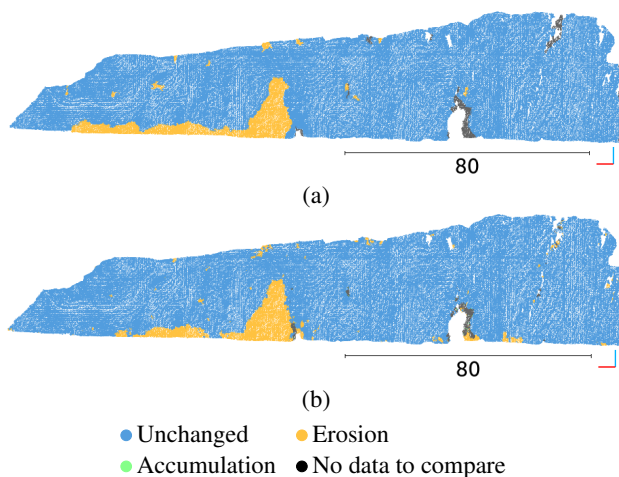 80
(a)
80
(b)
Unchanged Erosion
Accumulation No data to compare